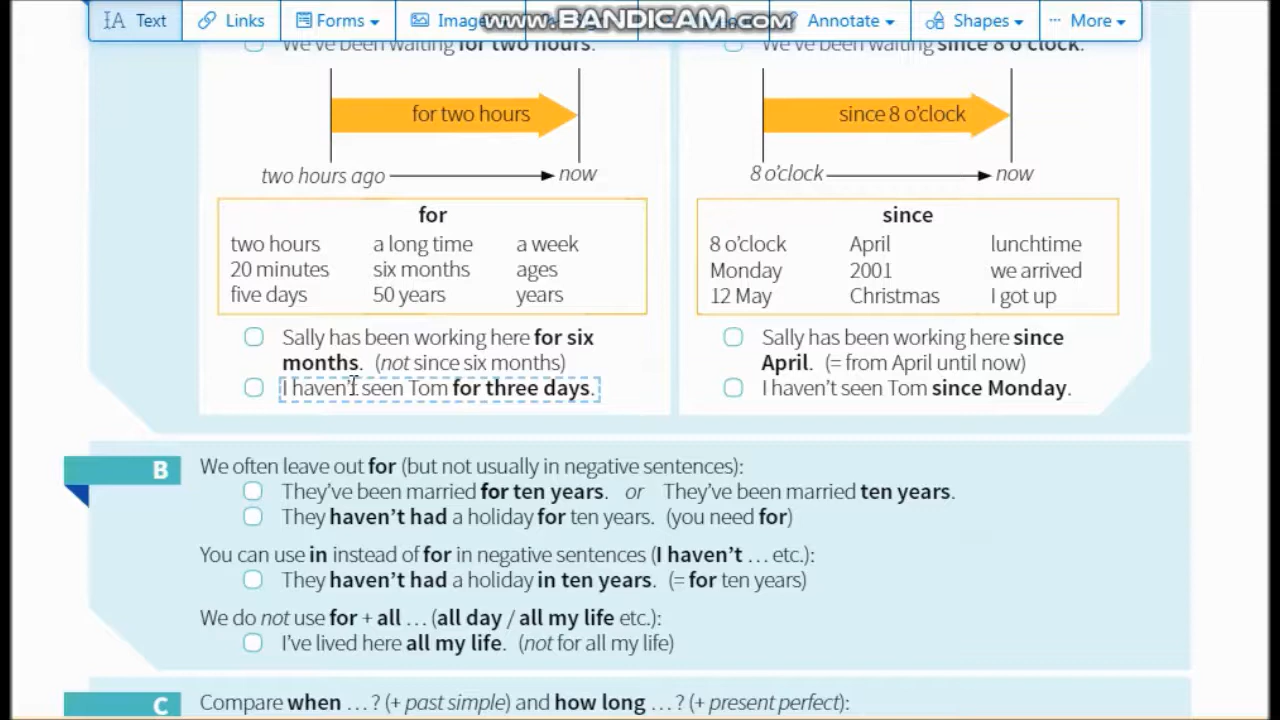 Text Links Forms Image Annotate Shapes More
www.BANDICAM.com
We've been waiting for two hours.
for two hours
two hours ago now
for
two hours a long time a week
20 minutes six months ages
five days 50 years years
Sally has been working here for six
months. (not since six months)
I haven't seen Tom for three days.
We've been waiting since 8 o'clock.
since 8 o'clock
8 o'clock now
since
8 o'clock April lunchtime
Monday 2001 we arrived
12 May Christmas I got up
Sally has been working here since
April. (= from April until now)
I haven't seen Tom since Monday.
B
We often leave out for (but not usually in negative sentences):
They've been married for ten years. or They've been married ten years.
They haven't had a holiday for ten years. (you need for)
You can use in instead of for in negative sentences (I haven't … etc.):
They haven't had a holiday in ten years. (= for ten years)
We do not use for + all … (all day / all my life etc.):
I've lived here all my life. (not for all my life)
C
Compare when …? (+ past simple) and how long …? (+ present perfect):